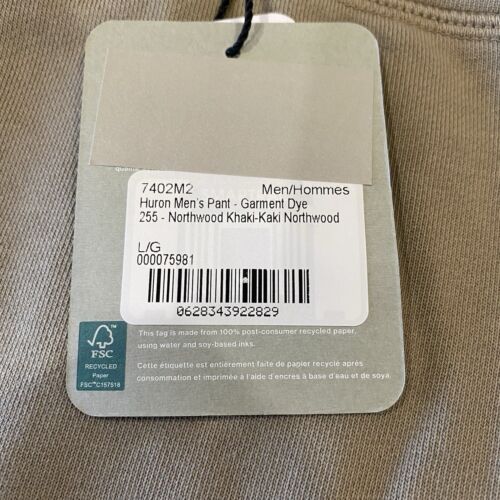 7402M2 Men/Hommes
Huron Men's Pant - Garment Dye
255 - Northwood Khaki-Kaki Northwood
L/G
000075981
0628343922829
This tag is made from 100% post-consumer recycled paper,
using water and soy-based inks.
Cette étiquette est entièrement faite de papier recyclé après
consommation et imprimée à l'aide d'encres à base d'eau et de soya.
FSC
RECYCLED
Paper
FSC™C157518